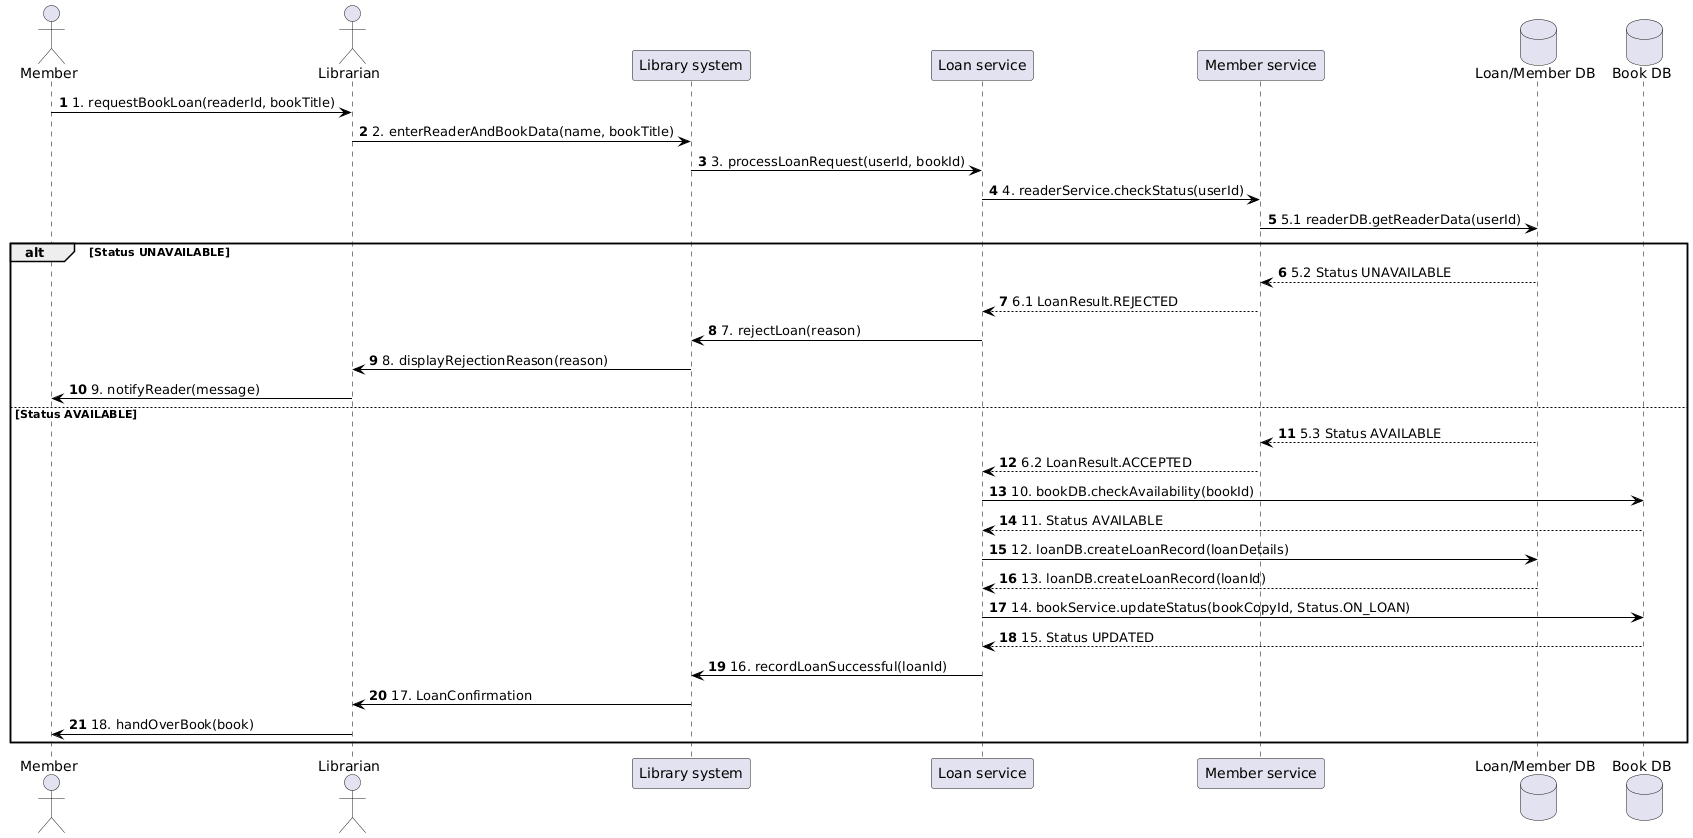 Member
Librarian
Library system
Loan service
Member service
Loan/Member DB
Book DB
1 1. requestBookLoan(readerId, bookTitle)
2 2. enterReaderAndBookData(name, bookTitle)
3 3. processLoanRequest(userId, bookId)
4 4. readerService.checkStatus(userId)
5 5.1 readerDB.getReaderData(userId)
alt [Status UNAVAILABLE]
6 5.2 Status UNAVAILABLE
7 6.1 LoanResult.REJECTED
8 7. rejectLoan(reason)
9 8. displayRejectionReason(reason)
10 9. notifyReader(message)
[Status AVAILABLE]
11 5.3 Status AVAILABLE
12 6.2 LoanResult.ACCEPTED
13 10. bookDB.checkAvailability(bookId)
14 11. Status AVAILABLE
15 12. loanDB.createLoanRecord(loanDetails)
16 13. loanDB.createLoanRecord(loanId)
17 14. bookService.updateStatus(bookCopyId, Status.ON_LOAN)
18 15. Status UPDATED
19 16. recordLoanSuccessful(loanId)
20 17. LoanConfirmation
21 18. handOverBook(book)
Member
Librarian
Library system
Loan service
Member service
Loan/Member DB
Book DB